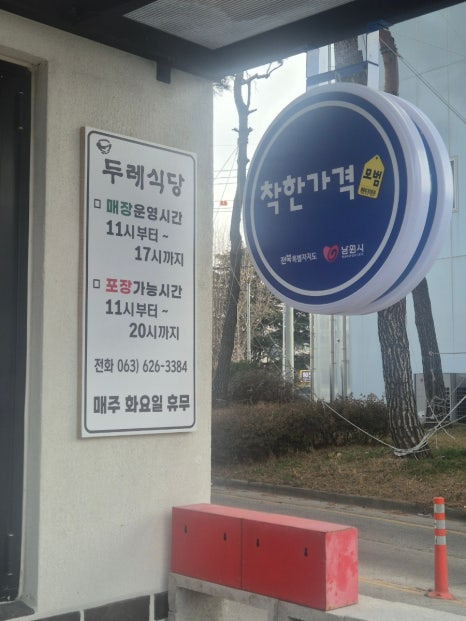 두레식당
□ 매장운영시간
11시부터 ~
17시까지
□ 포장가능시간
11시부터 ~
20시까지
전화 063) 626-3384
매주 화요일 휴무
착한가격
모범
전북특별자치도
남원시